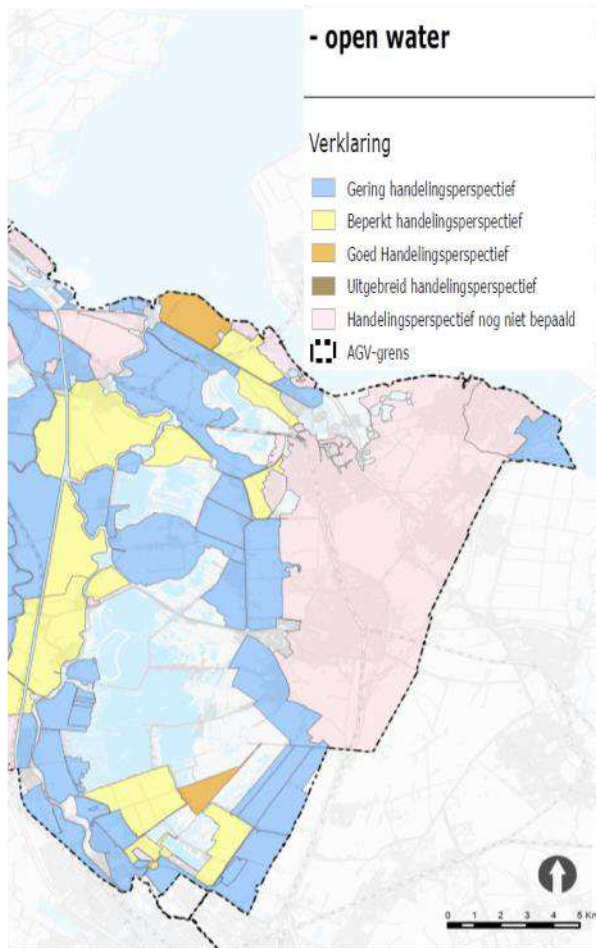 - open water
Verklaring
Gering handelingsperspectief
Beperkt handelingsperspectief
Goed Handelingsperspectief
Uitgebreid handelingsperspectief
Handelingsperspectief nog niet bepaald
AGV-grens
0 1 2 3 4 5 Km